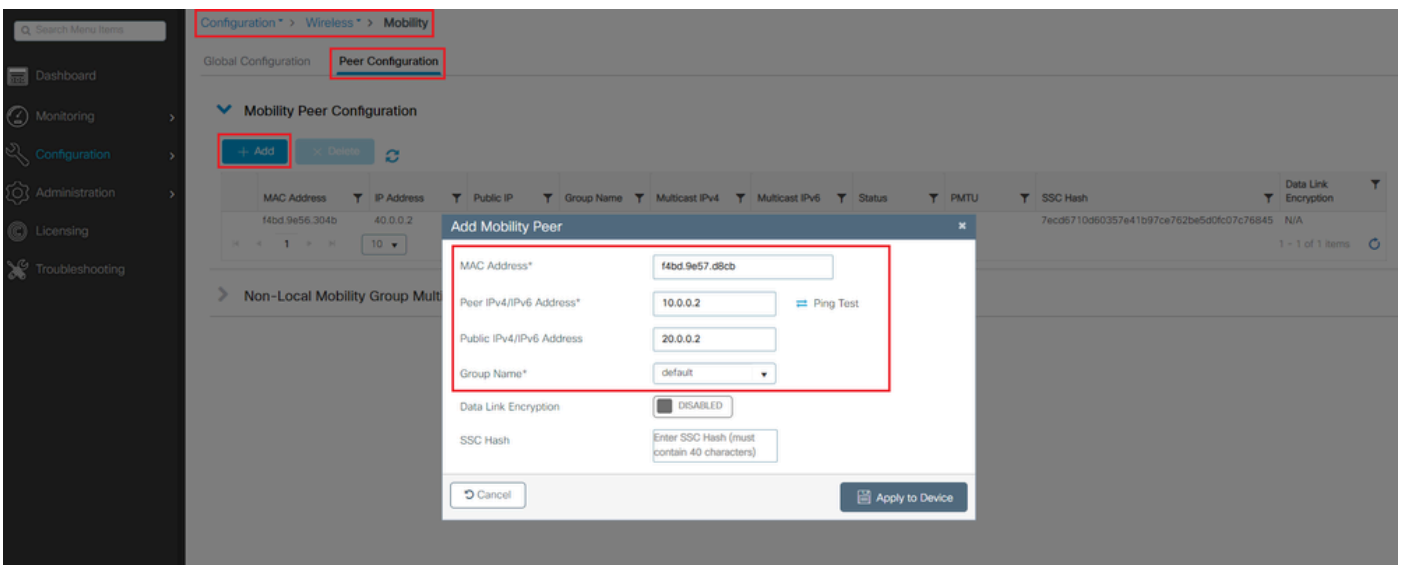 Search Menu Items
Dashboard
Monitoring
Configuration
Administration
Licensing
Troubleshooting
Configuration > Wireless > Mobility
Global Configuration Peer Configuration
Mobility Peer Configuration
+ Add × Delete
MAC Address IP Address Public IP Group Name Multicast IPv4 Multicast IPv6 Status PMTU SSC Hash Data Link Encryption
f4bd.9e56.304b 40.0.0.2 7ecd6710d60357e41b97ce762be5d0fc07c76845 N/A
1 10 1 - 1 of 1 items
Non-Local Mobility Group Multi
Add Mobility Peer
MAC Address* f4bd.9e57.d8cb
Peer IPv4/IPv6 Address* 10.0.0.2 Ping Test
Public IPv4/IPv6 Address 20.0.0.2
Group Name* default
Data Link Encryption DISABLED
SSC Hash Enter SSC Hash (must
contain 40 characters)
Cancel Apply to Device